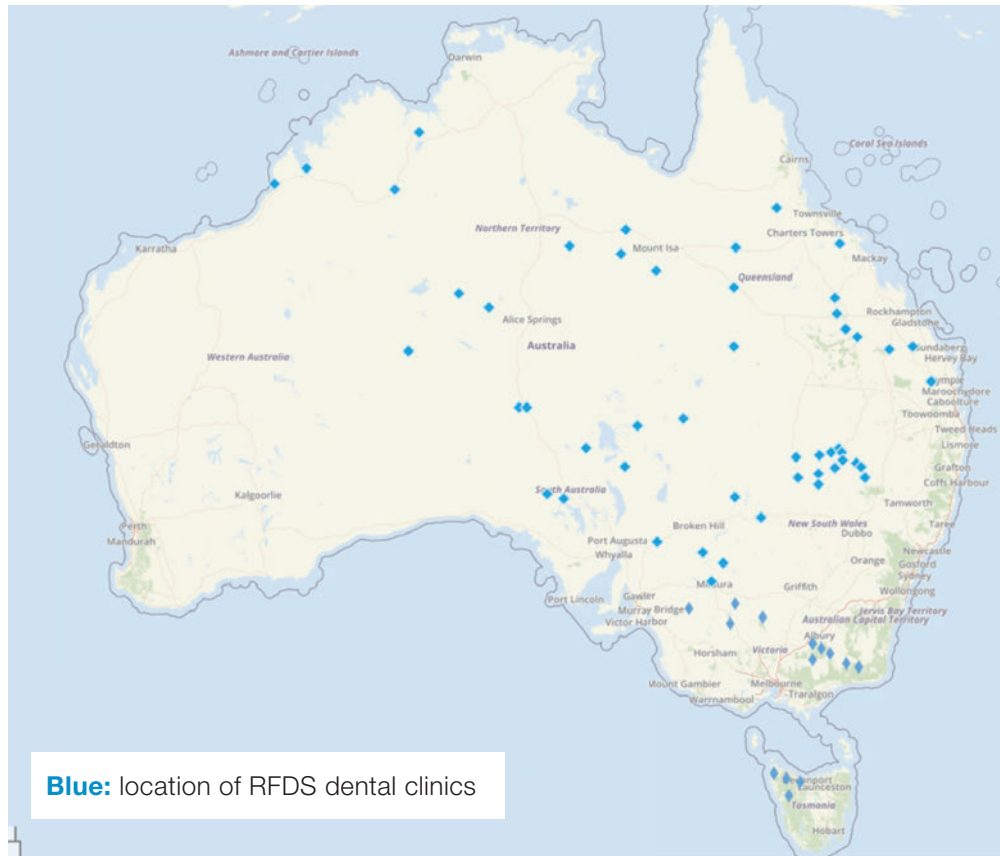 Ashmore and Cartier Islands
Darwin
Coral Sea Islands
Cairns
Townsville
Northern Territory
Charters Towers
Karratha
Mount Isa
Mackay
Queensland
Rockhampton
Gladstone
Alice Springs
Australia
Western Australia
Hervey Bay
Maroochydore
Caboolture
Toowoomba
Tweed Heads
Geraldton
Lismore
Grafton
Coffs Harbour
South Australia
Kalgoorlie
Tamworth
Perth
Broken Hill
New South Wales
Taree
Mandurah
Port Augusta
Dubbo
Whyalla
Newcastle
Orange
Gosford
Sydney
Griffith
Wollongong
Port Lincoln
Gawler
Murray Bridge
Jervis Bay Territory
Victor Harbor
Australian Capital Territory
Albury
Horsham
Victoria
Mount Gambier
Melbourne
Traralgon
Warrnambool
Launceston
Tasmania
Hobart
Blue: location of RFDS dental clinics